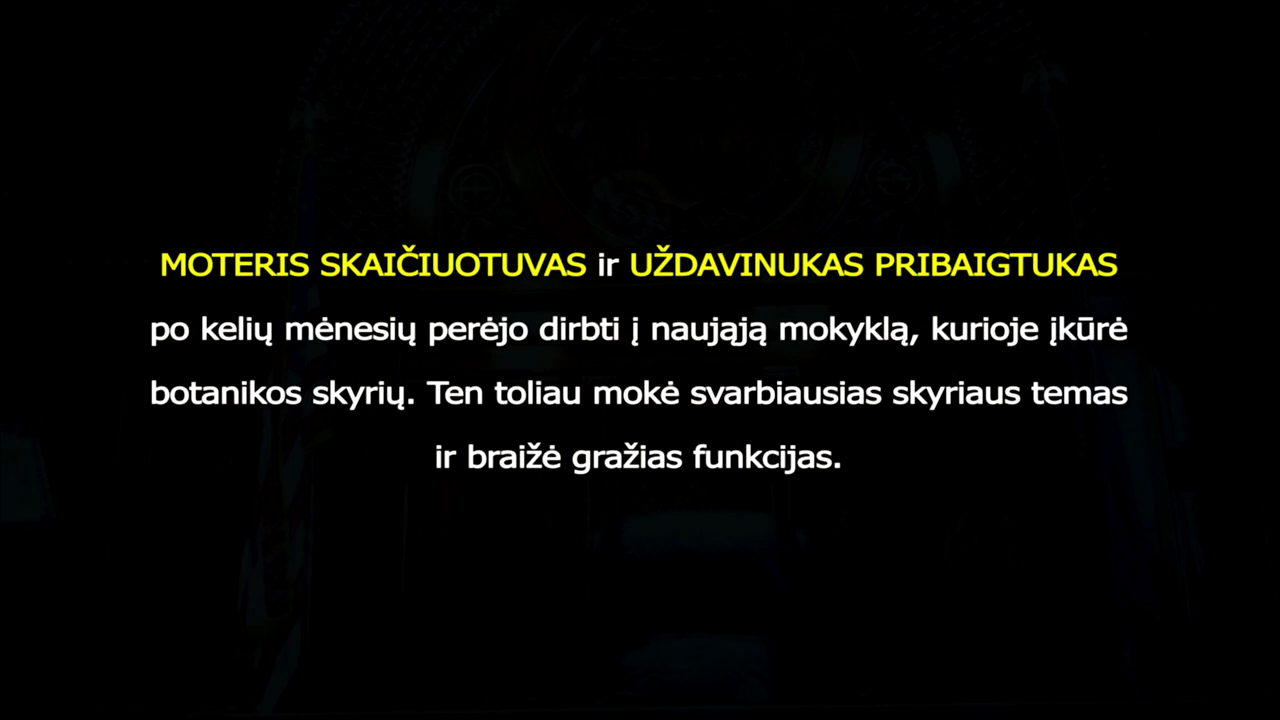 MOTERIS SKAIČIUOTUVAS ir UŽDAVINUKAS PRIBAIGTUKAS
po kelių mėnesių perėjo dirbti į naująją mokyklą, kurioje įkūrė
botanikos skyrių. Ten toliau mokė svarbiausias skyriaus temas
ir braižė gražias funkcijas.